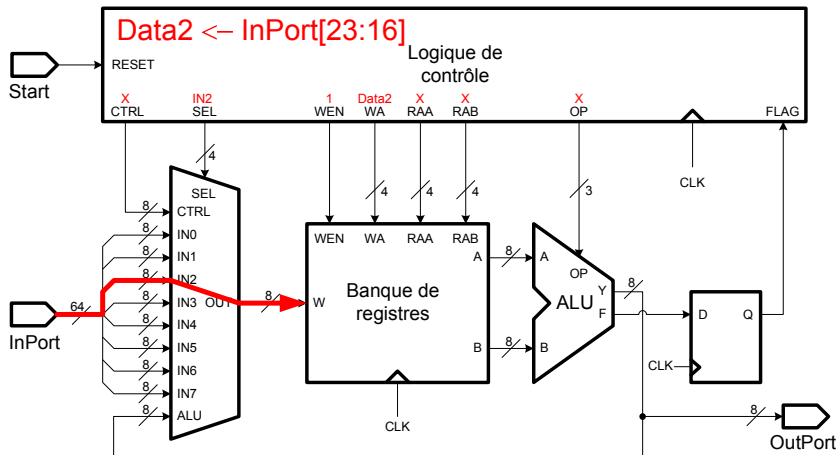 Data2 <− InPort[23:16]
Logique de
contrôle
RESET
Start
X IN2 1 Data2 X X X
CTRL SEL WEN WA RAA RAB OP FLAG
4 4 4 4 3
CLK
SEL
8 CTRL
8 IN0
8 IN1
8 IN2
8 IN3
8 IN4
8 IN5
8 IN6
8 IN7
8 ALU
OUT
64
InPort
8
WEN WA RAA RAB
W
A
B
Banque de
registres
CLK
8
8
A
B
OP
ALU
Y
F
8
D Q
CLK
8
OutPort